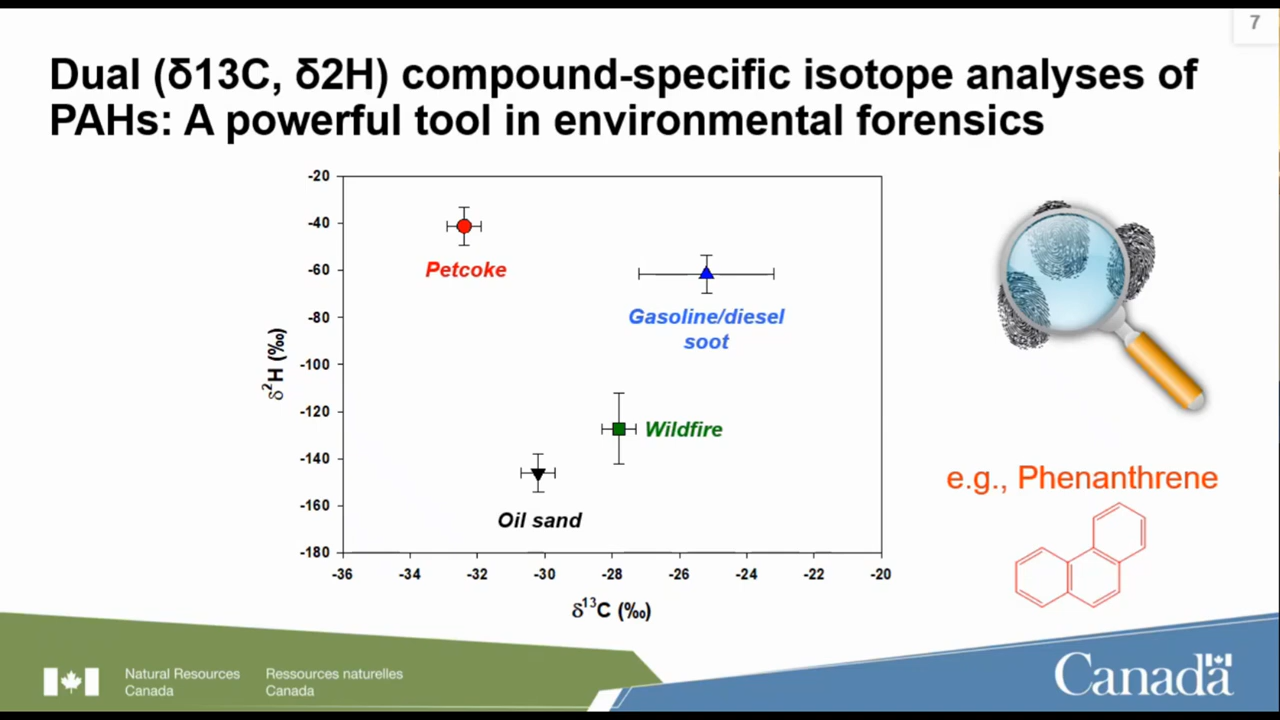 7
Dual (δ13C, δ2H) compound-specific isotope analyses of
PAHs: A powerful tool in environmental forensics
-20
-40
-60
-80
-100
-120
-140
-160
-180
δ²H (‰)
Petcoke
Gasoline/diesel
soot
Wildfire
Oil sand
-36 -34 -32 -30 -28 -26 -24 -22 -20
δ¹³C (‰)
e.g., Phenanthrene
Natural Resources
Canada
Ressources naturelles
Canada
Canada